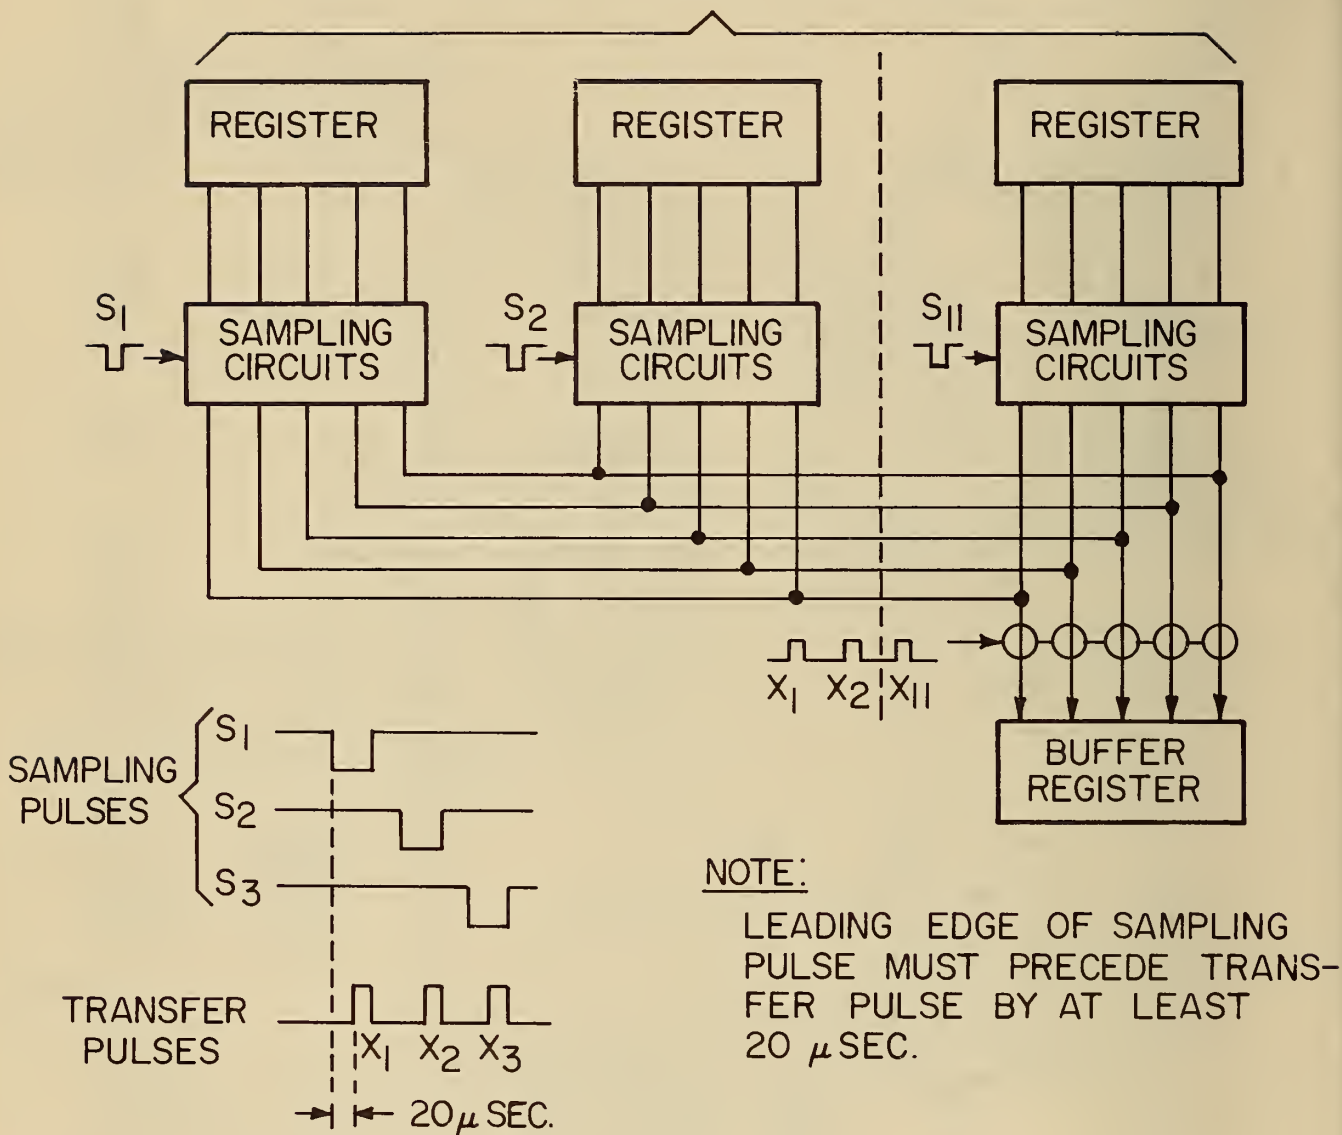 REGISTER
REGISTER
REGISTER
S1
SAMPLING
CIRCUITS
S2
SAMPLING
CIRCUITS
S11
SAMPLING
CIRCUITS
X1 X2 X11
BUFFER
REGISTER
SAMPLING
PULSES
S1
S2
S3
TRANSFER
PULSES
X1 X2 X3
20 μ SEC.
NOTE:
LEADING EDGE OF SAMPLING
PULSE MUST PRECEDE TRANS-
FER PULSE BY AT LEAST
20 μ SEC.